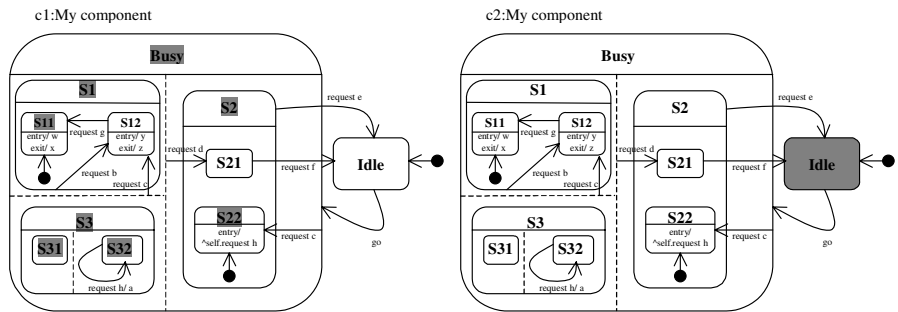 c1:My component
Busy
S1
S11
entry/ w
exit/ x
S12
entry/ y
exit/ z
request g
request b
request c
S3
S31
S32
request h/ a
S2
request d
S21
S22
entry/
^self.request h
request e
request f
Idle
request c
go
c2:My component
Busy
S1
S11
entry/ w
exit/ x
S12
entry/ y
exit/ z
request g
request b
request c
S3
S31
S32
request h/ a
S2
request d
S21
S22
entry/
^self.request h
request e
request f
Idle
request c
go